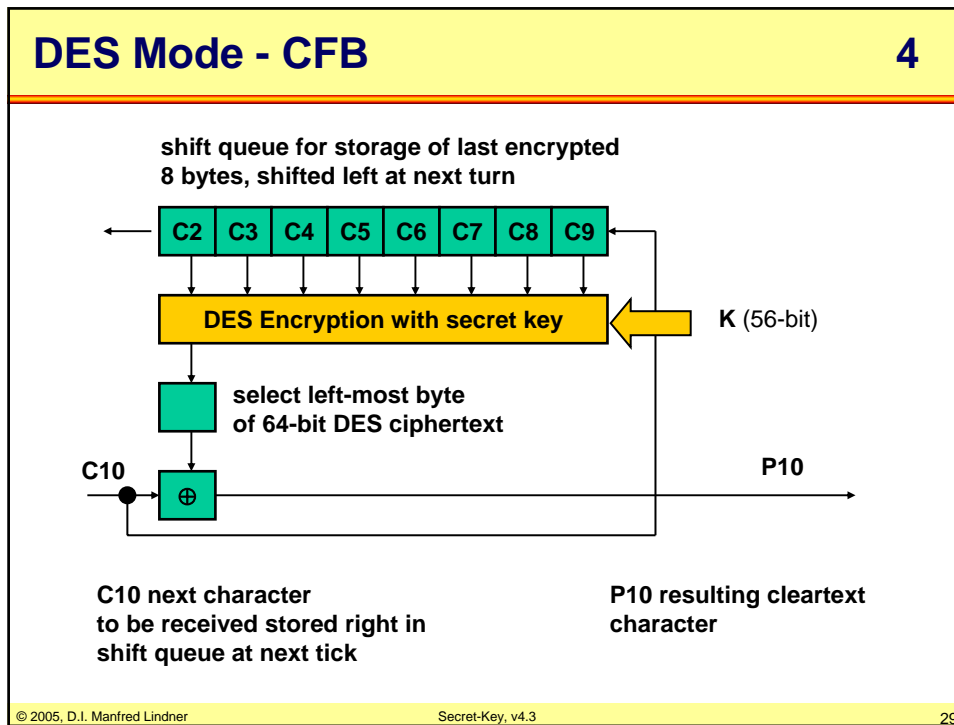 DES Mode - CFB 4
shift queue for storage of last encrypted
8 bytes, shifted left at next turn
C2 C3 C4 C5 C6 C7 C8 C9
DES Encryption with secret key
K (56-bit)
select left-most byte
of 64-bit DES ciphertext
C10
P10
⊕
C10 next character
to be received stored right in
shift queue at next tick
P10 resulting cleartext
character
© 2005, D.I. Manfred Lindner
Secret-Key, v4.3
29